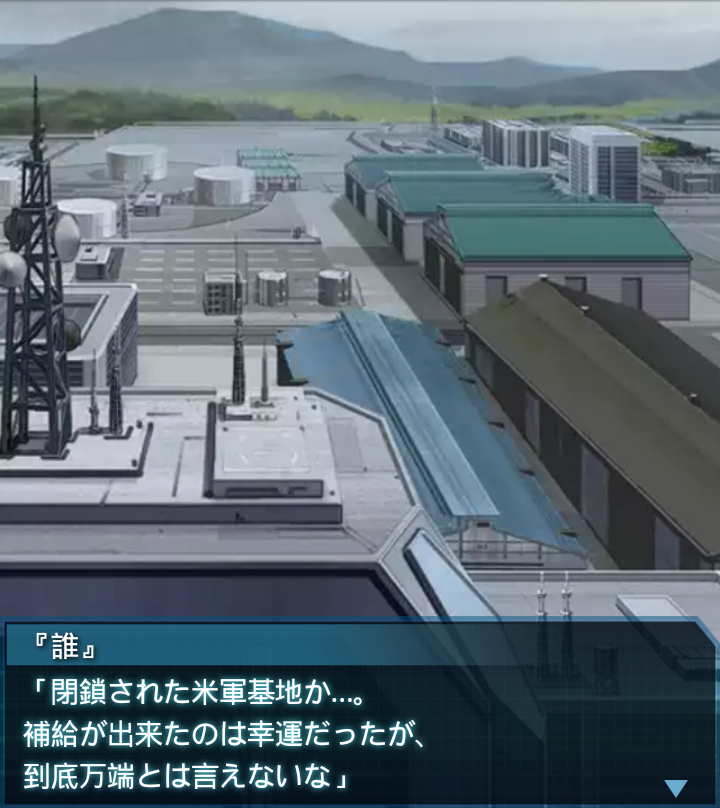 『誰』
「閉鎖された米軍基地か…。
補給が出来たのは幸運だったが、
到底万端とは言えないな」